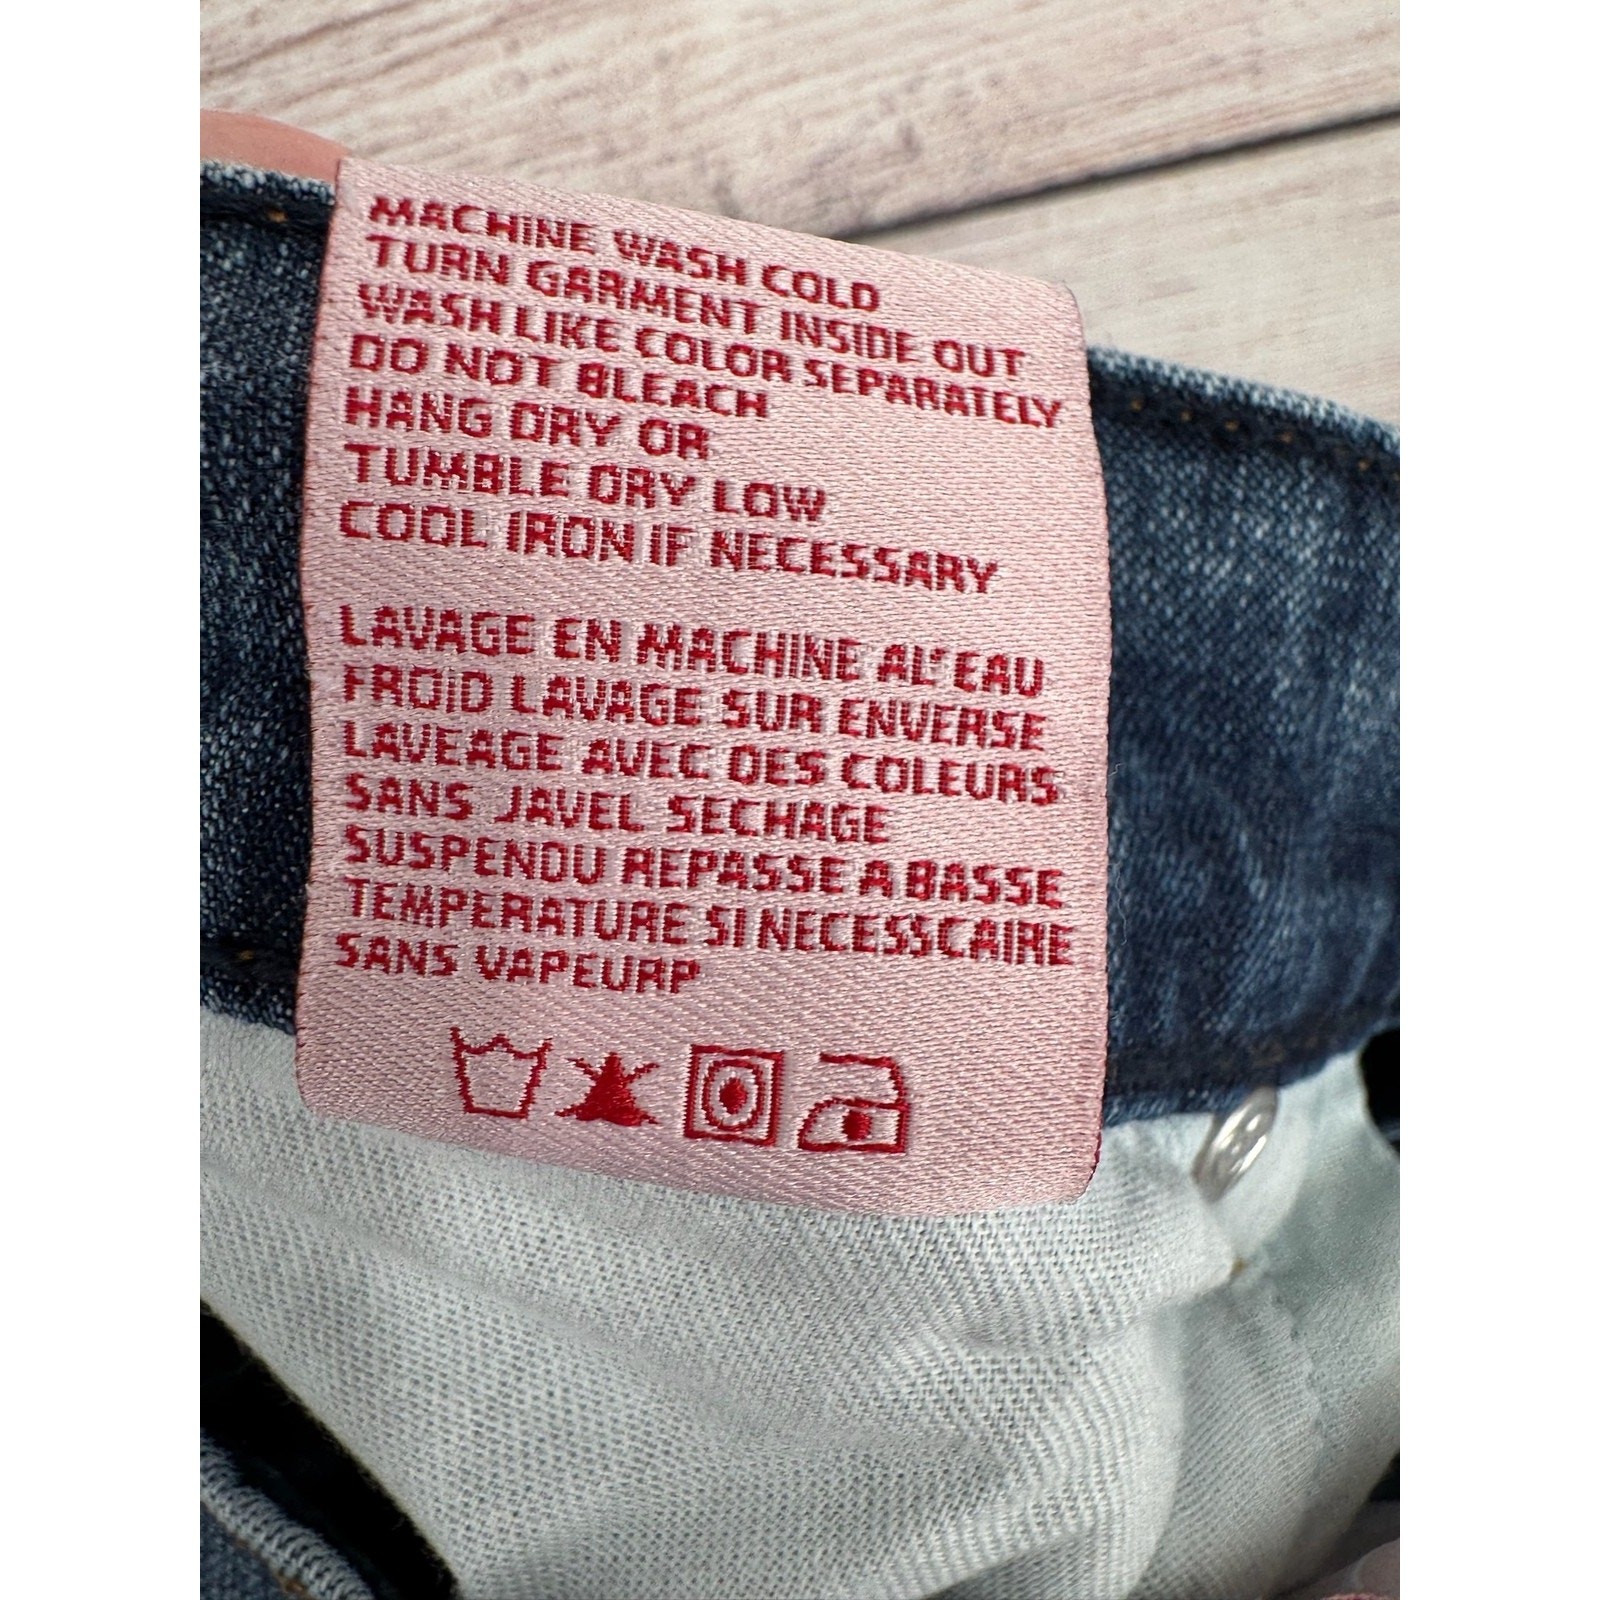 MACHINE WASH COLD
TURN GARMENT INSIDE OUT
WASH LIKE COLOR SEPARATELY
DO NOT BLEACH
HANG DRY OR
TUMBLE DRY LOW
COOL IRON IF NECESSARY
LAVAGE EN MACHINE AL'EAU
FROID LAVAGE SUR ENVERSE
LAVEAGE AVEC DES COLEURS
SANS JAVEL SECHAGE
SUSPENDU REPASSE A BASSE
TEMPERATURE SI NECESSCAIRE
SANS VAPEURP